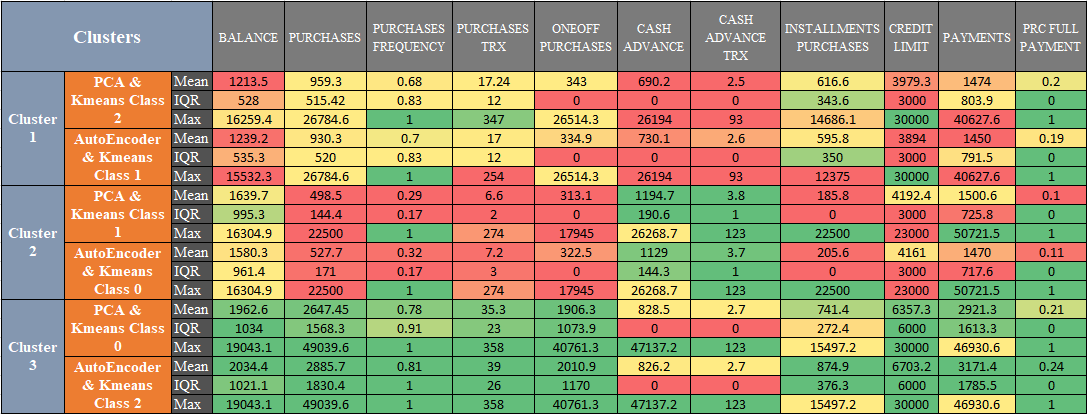 Clusters BALANCE PURCHASES PURCHASES FREQUENCY PURCHASES TRX ONEOFF PURCHASES CASH ADVANCE CASH ADVANCE TRX INSTALLMENTS PURCHASES CREDIT LIMIT PAYMENTS PRC FULL PAYMENT
Cluster 1
PCA & Kmeans Class 2
Mean 1213.5 959.3 0.68 17.24 343 690.2 2.5 616.6 3979.3 1474 0.2
IQR 528 515.42 0.83 12 0 0 0 343.6 3000 803.9 0
Max 16259.4 26784.6 1 347 26514.3 26194 93 14686.1 30000 40627.6 1
AutoEncoder & Kmeans Class 1
Mean 1239.2 930.3 0.7 17 334.9 730.1 2.6 595.8 3894 1450 0.19
IQR 535.3 520 0.83 12 0 0 0 350 3000 791.5 0
Max 15532.3 26784.6 1 254 26514.3 26194 93 12375 30000 40627.6 1
Cluster 2
PCA & Kmeans Class 1
Mean 1639.7 498.5 0.29 6.6 313.1 1194.7 3.8 185.8 4192.4 1500.6 0.1
IQR 995.3 144.4 0.17 2 0 190.6 1 0 3000 725.8 0
Max 16304.9 22500 1 274 17945 26268.7 123 22500 23000 50721.5 1
AutoEncoder & Kmeans Class 0
Mean 1580.3 527.7 0.32 7.2 322.5 1129 3.7 205.6 4161 1470 0.11
IQR 961.4 171 0.17 3 0 144.3 1 0 3000 717.6 0
Max 16304.9 22500 1 274 17945 26268.7 123 22500 23000 50721.5 1
Cluster 3
PCA & Kmeans Class 0
Mean 1962.6 2647.45 0.78 35.3 1906.3 828.5 2.7 741.4 6357.3 2921.3 0.21
IQR 1034 1568.3 0.91 23 1073.9 0 0 272.4 6000 1613.3 0
Max 19043.1 49039.6 1 358 40761.3 47137.2 123 15497.2 30000 46930.6 1
AutoEncoder & Kmeans Class 2
Mean 2034.4 2885.7 0.81 39 2010.9 826.2 2.7 874.9 6703.2 3171.4 0.24
IQR 1021.1 1830.4 1 26 1170 0 0 376.3 6000 1785.5 0
Max 19043.1 49039.6 1 358 40761.3 47137.2 123 15497.2 30000 46930.6 1